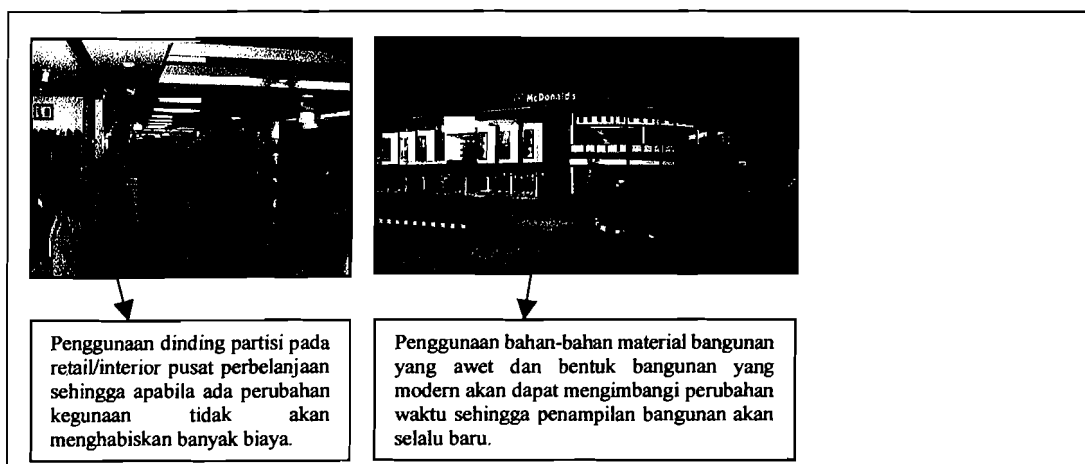 McDonald's
Penggunaan dinding partisi pada
retail/interior pusat perbelanjaan
sehingga apabila ada perubahan
kegunaan tidak akan
menghabiskan banyak biaya.
Penggunaan bahan-bahan material bangunan
yang awet dan bentuk bangunan yang
modern akan dapat mengimbangi perubahan
waktu sehingga penampilan bangunan akan
selalu baru.